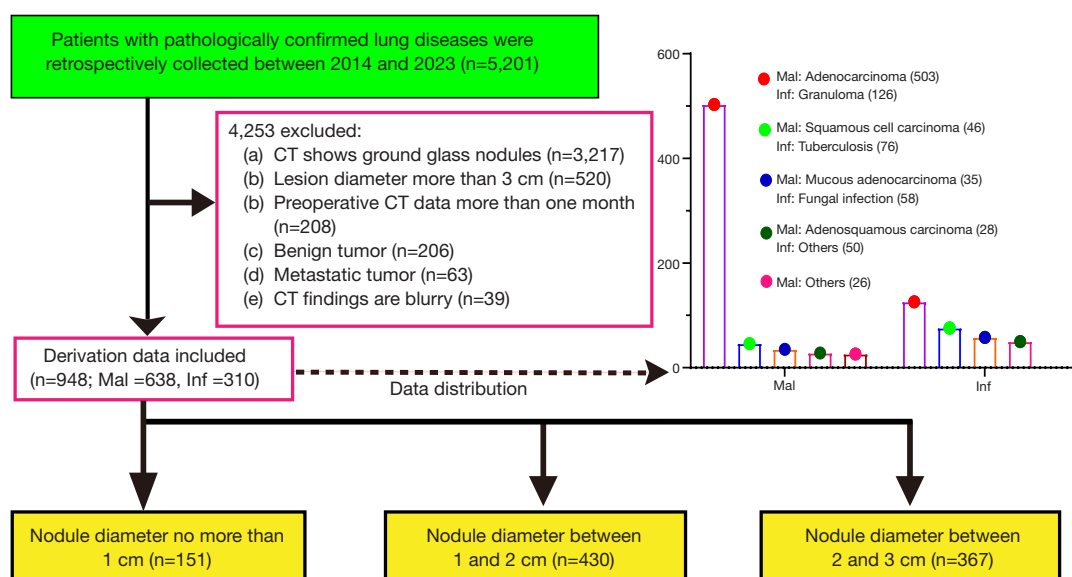 Patients with pathologically confirmed lung diseases were
retrospectively collected between 2014 and 2023 (n=5,201)
4,253 excluded:
(a) CT shows ground glass nodules (n=3,217)
(b) Lesion diameter more than 3 cm (n=520)
(b) Preoperative CT data more than one month
(n=208)
(c) Benign tumor (n=206)
(d) Metastatic tumor (n=63)
(e) CT findings are blurry (n=39)
Derivation data included
(n=948; Mal =638, Inf =310)
Data distribution
600
400
200
0
Mal: Adenocarcinoma (503)
Inf: Granuloma (126)
Mal: Squamous cell carcinoma (46)
Inf: Tuberculosis (76)
Mal: Mucous adenocarcinoma (35)
Inf: Fungal infection (58)
Mal: Adenosquamous carcinoma (28)
Inf: Others (50)
Mal: Others (26)
Mal
Inf
Nodule diameter no more than
1 cm (n=151)
Nodule diameter between
1 and 2 cm (n=430)
Nodule diameter between
2 and 3 cm (n=367)